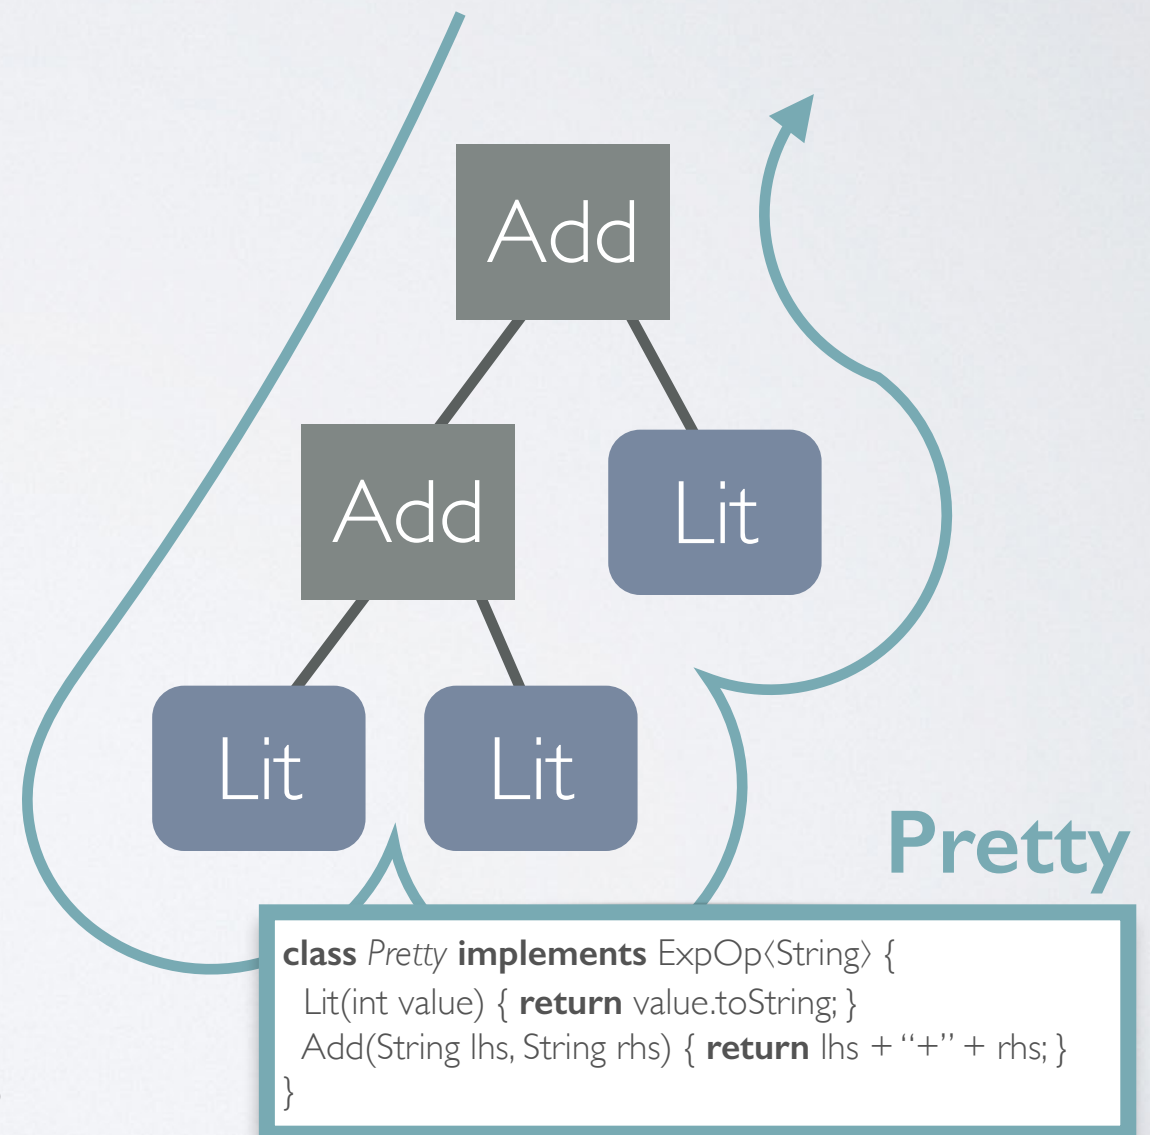 Add
Add
Lit
Lit
Lit
Pretty
class Pretty implements ExpOp⟨String⟩ {
Lit(int value) { return value.toString; }
Add(String lhs, String rhs) { return lhs + “+” + rhs; }
}